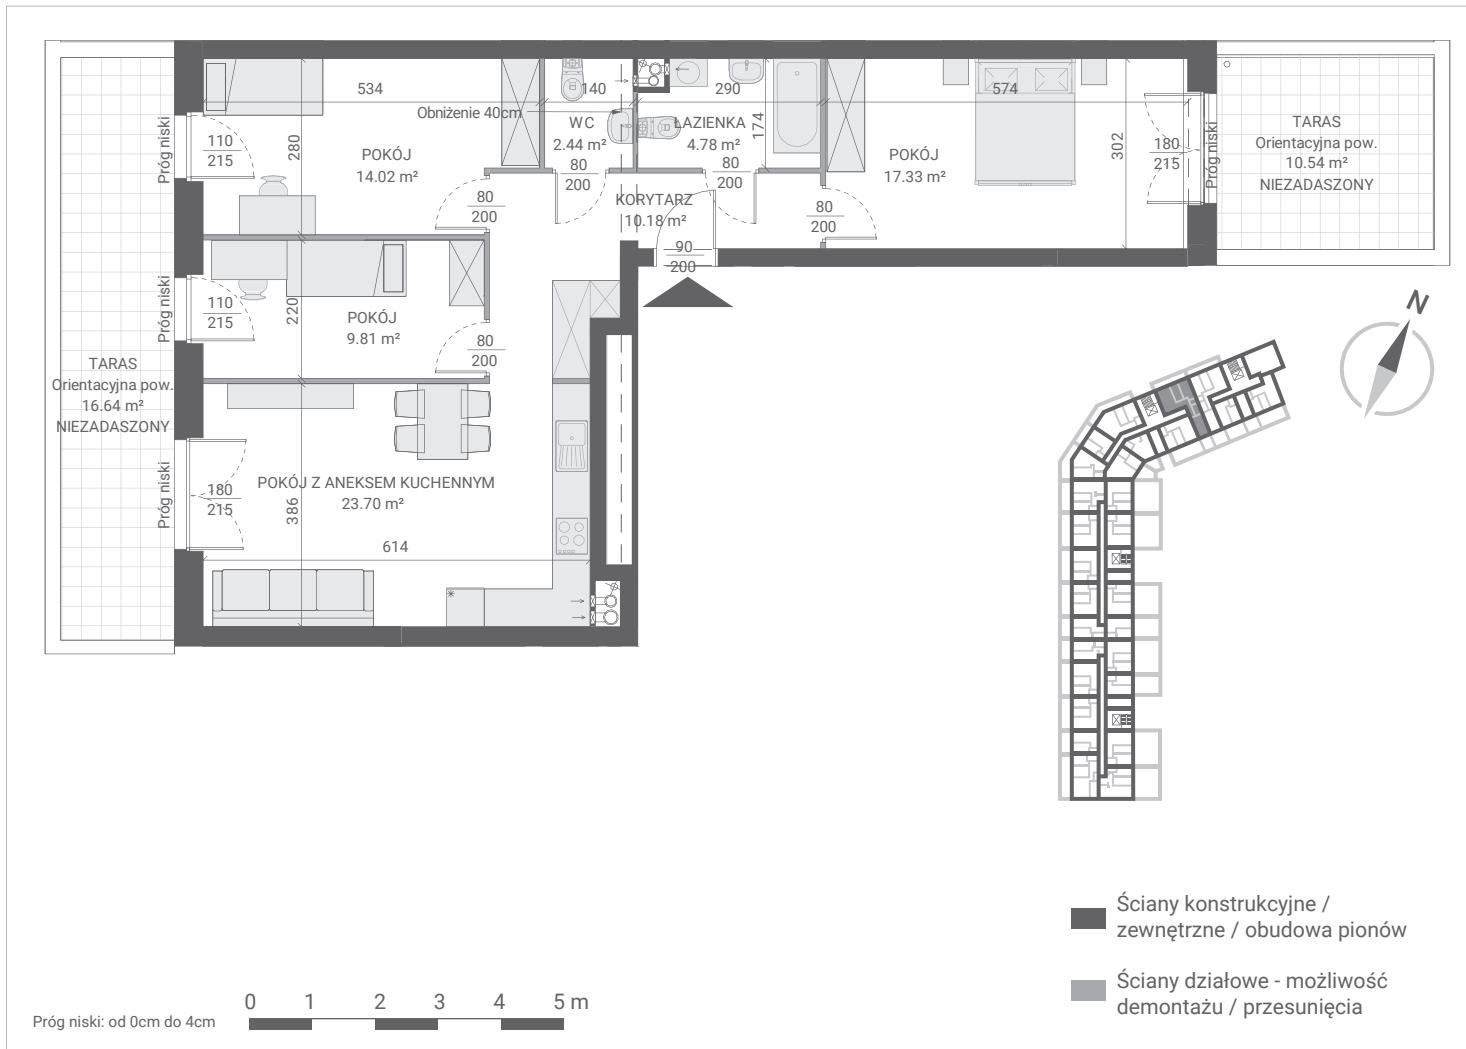 534
140
290
574
Obniżenie 40cm
WC
2.44 m²
ŁAZIENKA
4.78 m²
174
302
280
Próg niski
110
215
POKÓJ
14.02 m²
80
200
80
200
80
200
POKÓJ
17.33 m²
180
215
Próg niski
TARAS
Orientacyjna pow.
10.54 m²
NIEZADASZONY
KORYTARZ
10.18 m²
80
200
90
200
Próg niski
110
215
220
POKÓJ
9.81 m²
80
200
N
TARAS
Orientacyjna pow.
16.64 m²
NIEZADASZONY
Próg niski
180
215
386
POKÓJ Z ANEKSEM KUCHENNYM
23.70 m²
614
Ściany konstrukcyjne /
zewnętrzne / obudowa pionów
Ściany działowe - możliwość
demontażu / przesunięcia
Próg niski: od 0cm do 4cm
0 1 2 3 4 5 m